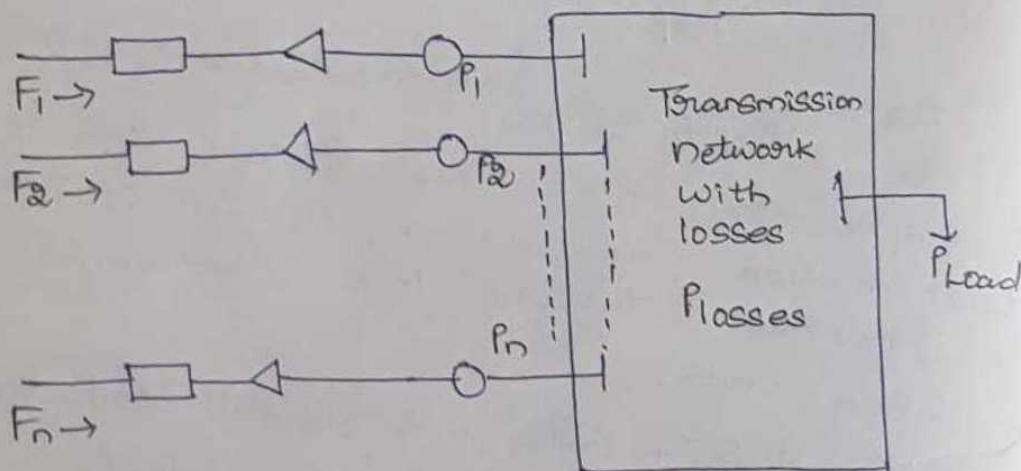 F1 →
P1
F2 →
P2
Transmission
network
with
losses
Plosses
PLoad
Pn
Fn →